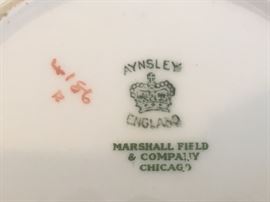 AYNSLEY
ENGLAND
MARSHALL FIELD
& COMPANY
CHICAGO